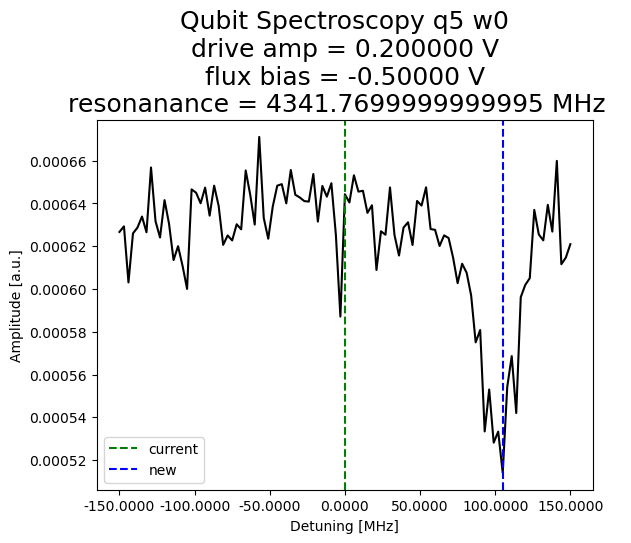 Qubit Spectroscopy q5 w0
drive amp = 0.200000 V
flux bias = -0.50000 V
resonanance = 4341.7699999999995 MHz
0.00066
0.00064
0.00062
0.00060
0.00058
0.00056
0.00054
0.00052
Amplitude [a.u.]
current
new
-150.0000 -100.0000 -50.0000 0.0000 50.0000 100.0000 150.0000
Detuning [MHz]